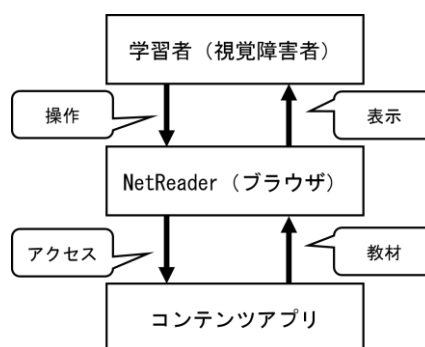 学習者（視覚障害者）
操作
表示
NetReader（ブラウザ）
アクセス
教材
コンテンツアプリ